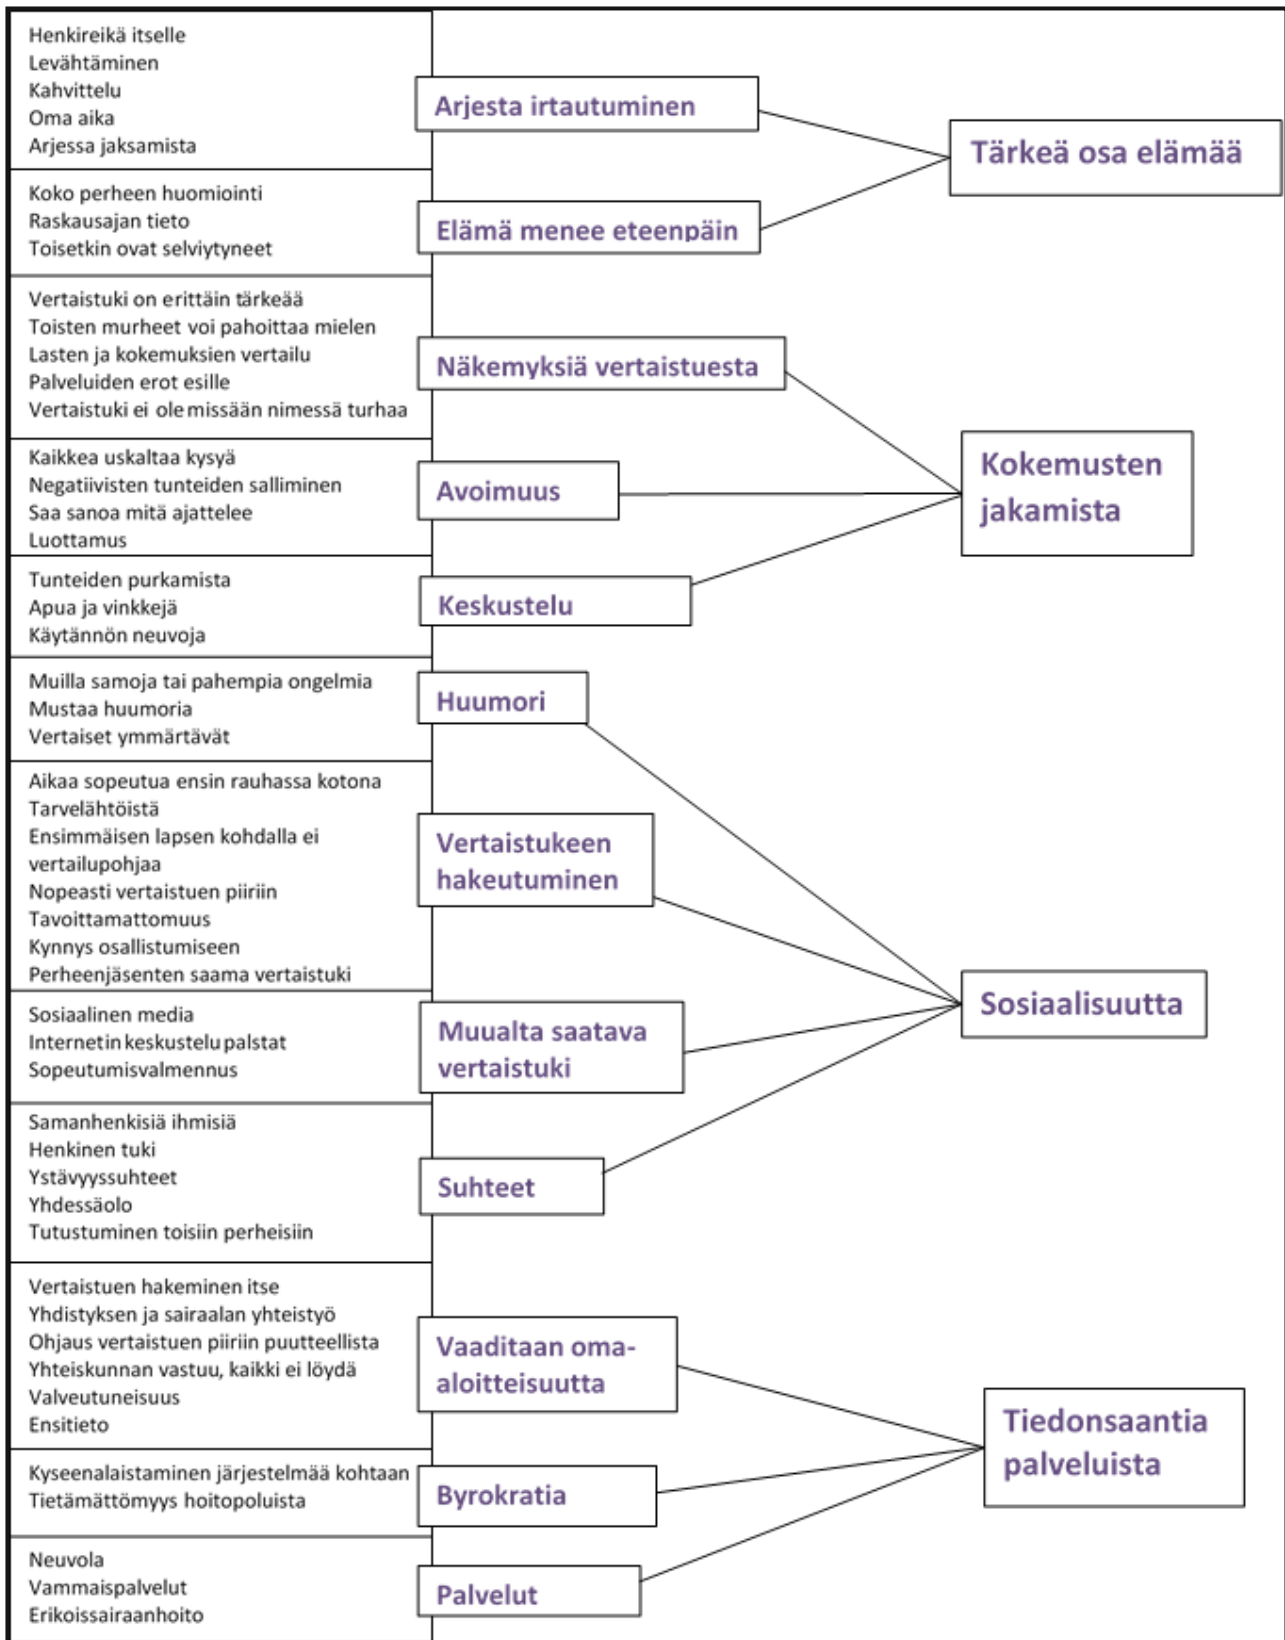 Henkireikä itselle
Levähtäminen
Kahvittelu
Oma aika
Arjessa jaksamista
Arjesta irtautuminen
Koko perheen huomiointi
Raskausajan tieto
Toisetkin ovat selviytyneet
Elämä menee eteenpäin
Tärkeä osa elämää
Vertaistuki on erittäin tärkeää
Toisten murheet voi pahoittaa mielen
Lasten ja kokemuksien vertailu
Palveluiden erot esille
Vertaistuki ei ole missään nimessä turhaa
Näkemyksiä vertaistuesta
Kaikkea uskaltaa kysyä
Negatiivisten tunteiden salliminen
Saa sanoa mitä ajattelee
Luottamus
Avoimuus
Tunteiden purkamista
Apua ja vinkkejä
Käytännön neuvoja
Keskustelu
Kokemusten
jakamista
Muilla samoja tai pahempia ongelmia
Mustaa huumoria
Vertaiset ymmärtävät
Huumori
Aikaa sopeutua ensin rauhassa kotona
Tarvelähtöistä
Ensimmäisen lapsen kohdalla ei
vertailupohjaa
Nopeasti vertaistuen piiriin
Tavoittamattomuus
Kynnys osallistumiseen
Perheenjäsenten saama vertaistuki
Vertaistukeen
hakeutuminen
Sosiaalinen media
Internetin keskustelu palstat
Sopeutumisvalmennus
Muualta saatava
vertaistuki
Samanhenkisiä ihmisiä
Henkinen tuki
Ystävyyssuhteet
Yhdessäolo
Tutustuminen toisiin perheisiin
Suhteet
Sosiaalisuutta
Vertaistuen hakeminen itse
Yhdistyksen ja sairaalan yhteistyö
Ohjaus vertaistuen piiriin puutteellista
Yhteiskunnan vastuu, kaikki ei löydä
Valveutuneisuus
Ensitieto
Vaaditaan oma-
aloitteisuutta
Kyseenalaistaminen järjestelmää kohtaan
Tietämättömyys hoitopoluista
Byrokratia
Neuvola
Vammaispalvelut
Erikoissairaanhoito
Palvelut
Tiedonsaantia
palveluista